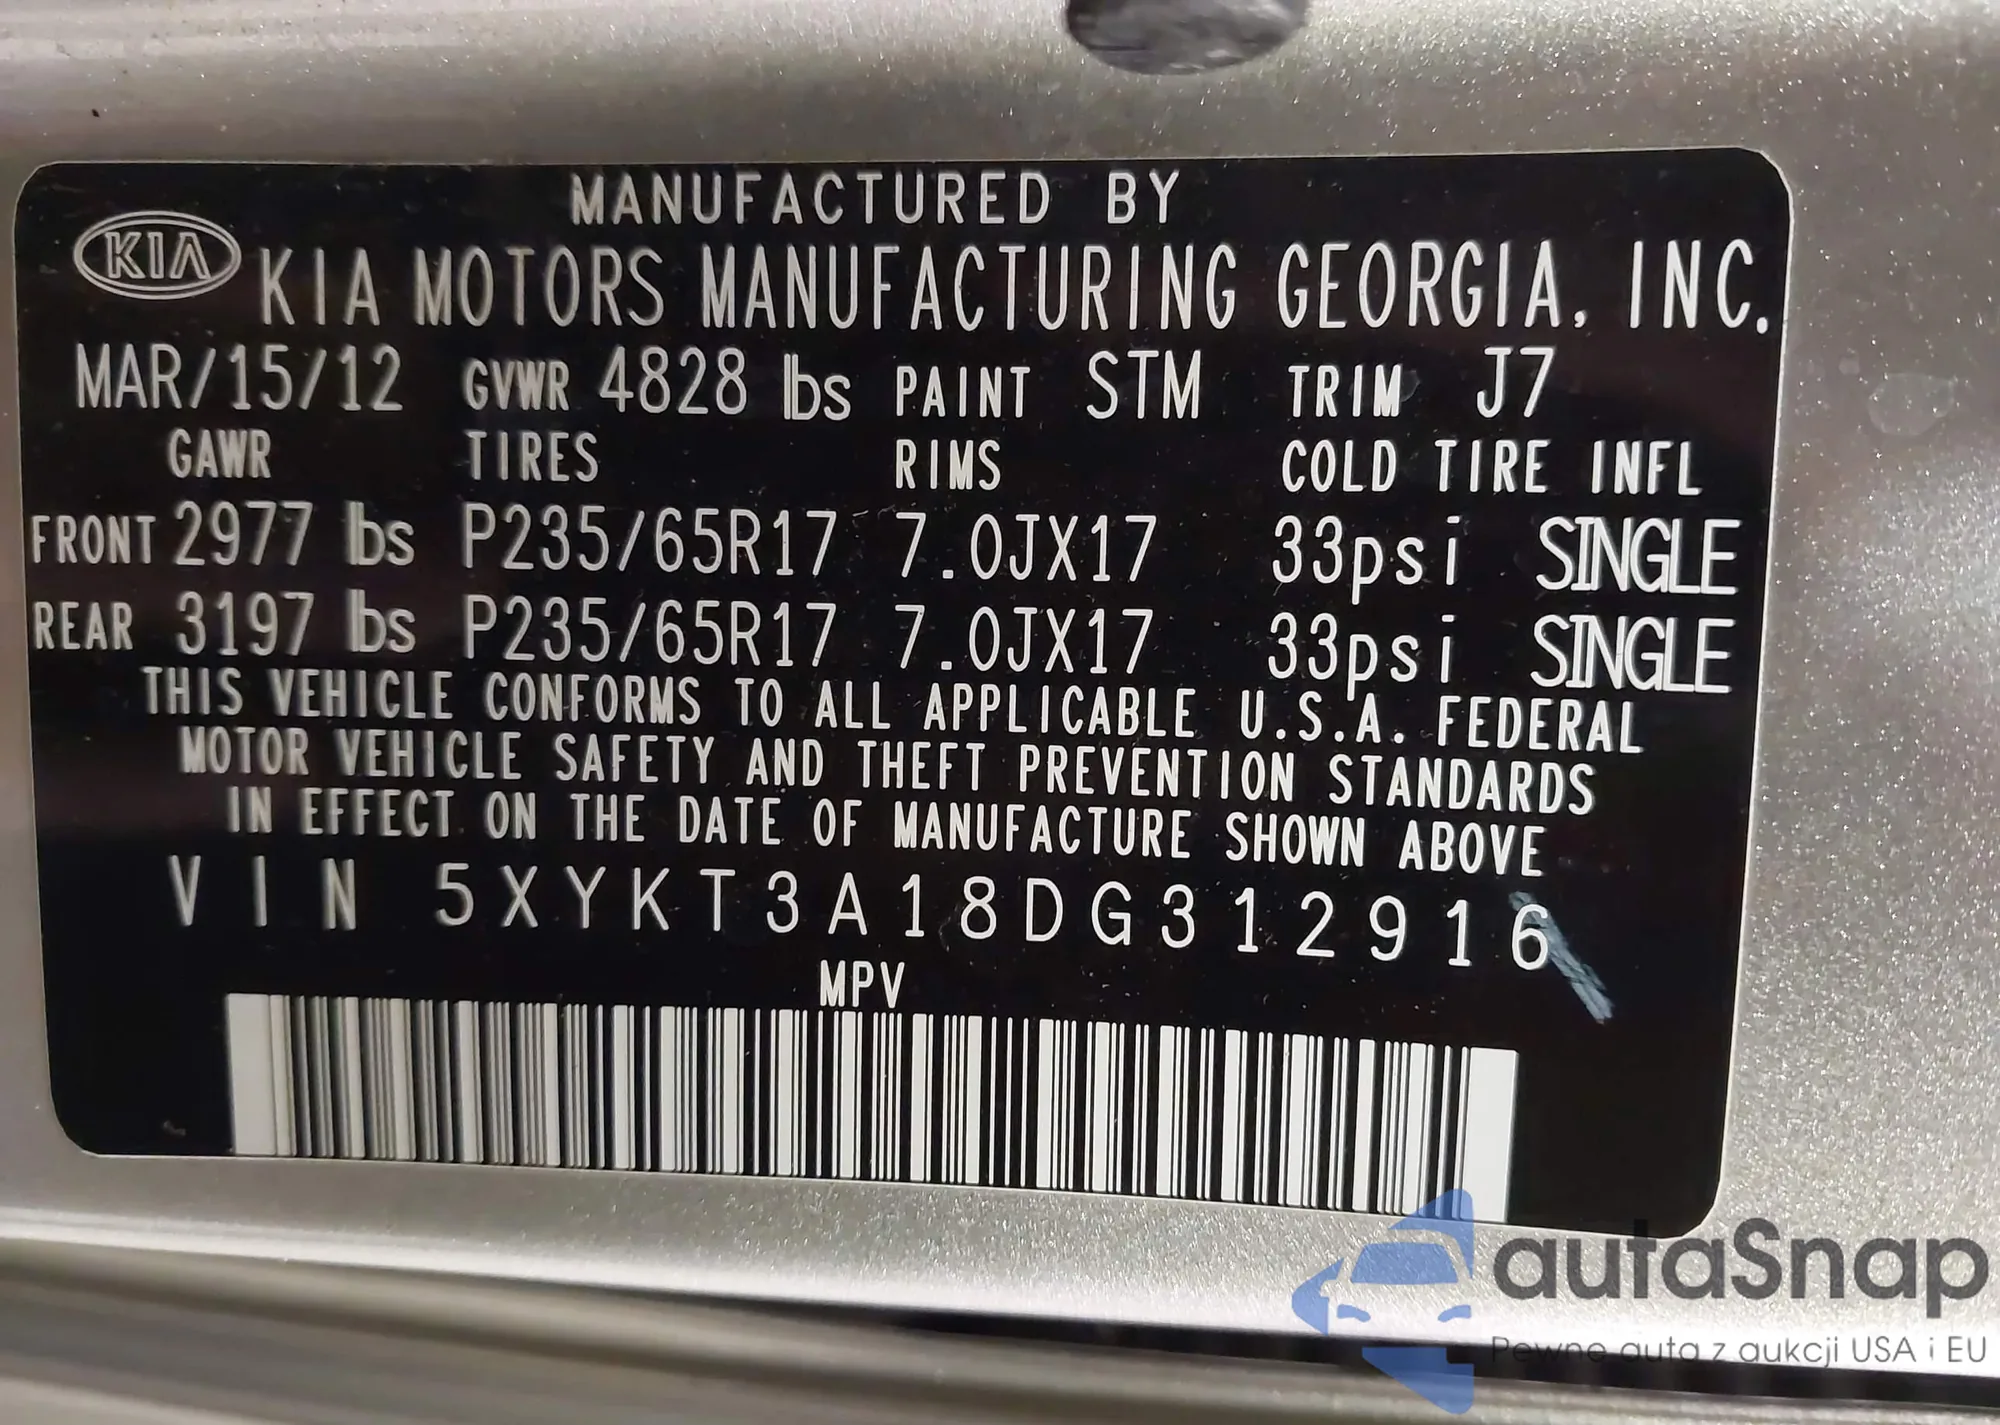 MANUFACTURED BY
KIA KIA MOTORS MANUFACTURING GEORGIA, INC.
MAR/15/12 GVWR 4828 lbs PAINT STM TRIM J7
GAWR TIRES RIMS COLD TIRE INFL
FRONT 2977 lbs P235/65R17 7.0JX17 33psi SINGLE
REAR 3197 lbs P235/65R17 7.0JX17 33psi SINGLE
THIS VEHICLE CONFORMS TO ALL APPLICABLE U.S.A. FEDERAL
MOTOR VEHICLE SAFETY AND THEFT PREVENTION STANDARDS
IN EFFECT ON THE DATE OF MANUFACTURE SHOWN ABOVE
VIN 5XYKT3A18DG312916
MPV
autaSnap
Pewne auta z aukcji USA i EU